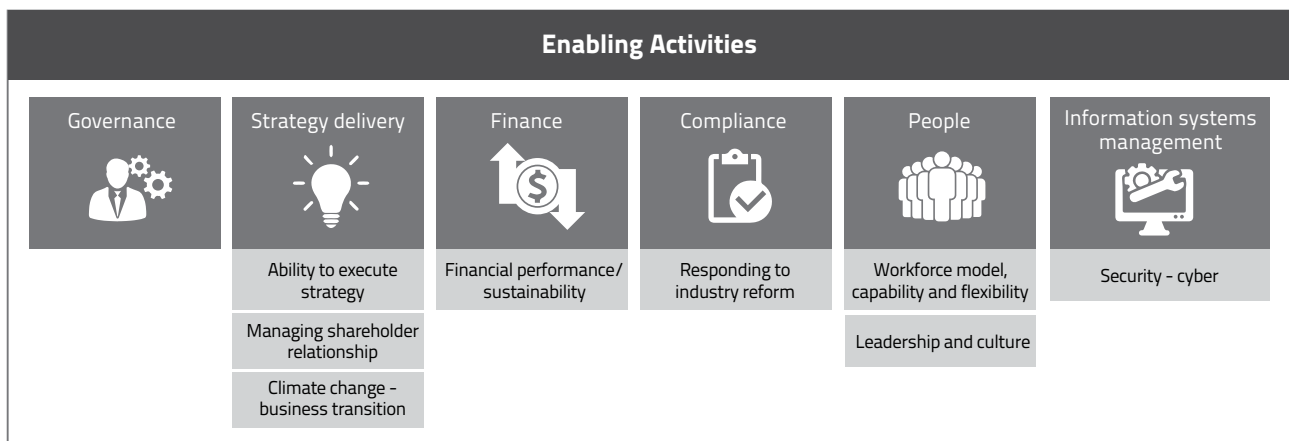 Enabling Activities
Governance
Strategy delivery
Ability to execute
strategy
Managing shareholder
relationship
Climate change -
business transition
Finance
$
Financial performance/
sustainability
Compliance
Responding to
industry reform
People
Workforce model,
capability and flexibility
Leadership and culture
Information systems
management
Security - cyber